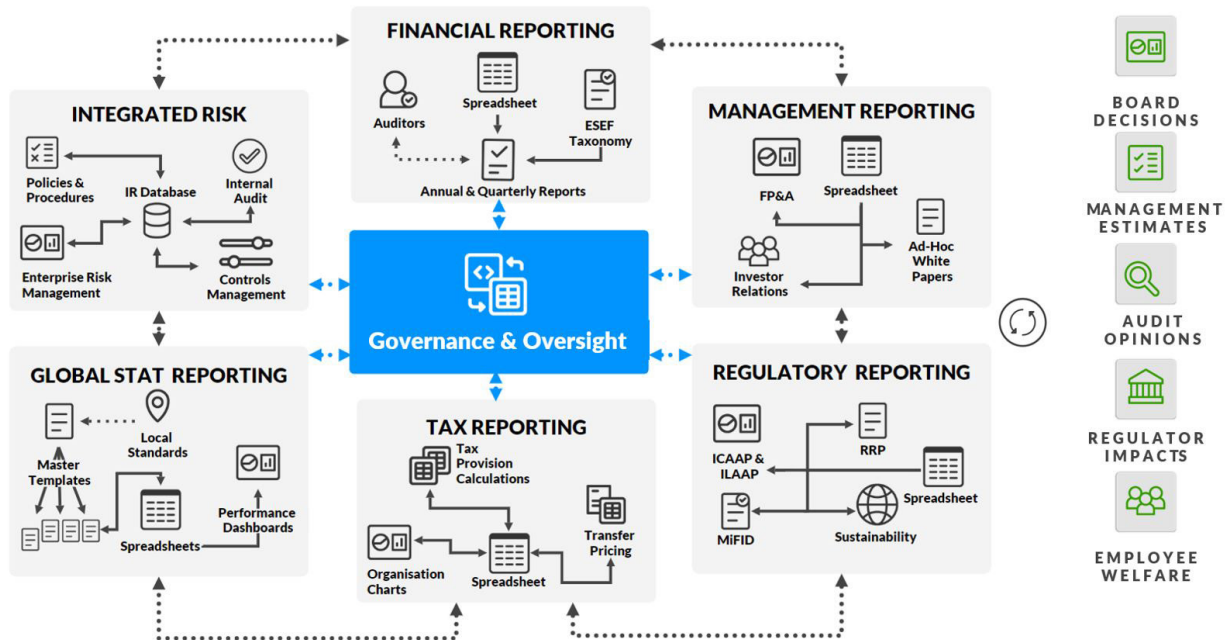 FINANCIAL REPORTING
Auditors
Spreadsheet
ESEF
Taxonomy
Annual & Quarterly Reports
INTEGRATED RISK
Policies &
Procedures
IR Database
Internal
Audit
Enterprise Risk
Management
Controls
Management
MANAGEMENT REPORTING
FP&A
Spreadsheet
Investor
Relations
Ad-Hoc
White
Papers
Governance & Oversight
GLOBAL STAT REPORTING
Local
Standards
Master
Templates
Spreadsheets
Performance
Dashboards
TAX REPORTING
Tax
Provision
Calculations
Organisation
Charts
Spreadsheet
Transfer
Pricing
REGULATORY REPORTING
ICAAP &
ILAAP
RRP
Spreadsheet
MiFID
Sustainability
BOARD
DECISIONS
MANAGEMENT
ESTIMATES
AUDIT
OPINIONS
REGULATOR
IMPACTS
EMPLOYEE
WELFARE